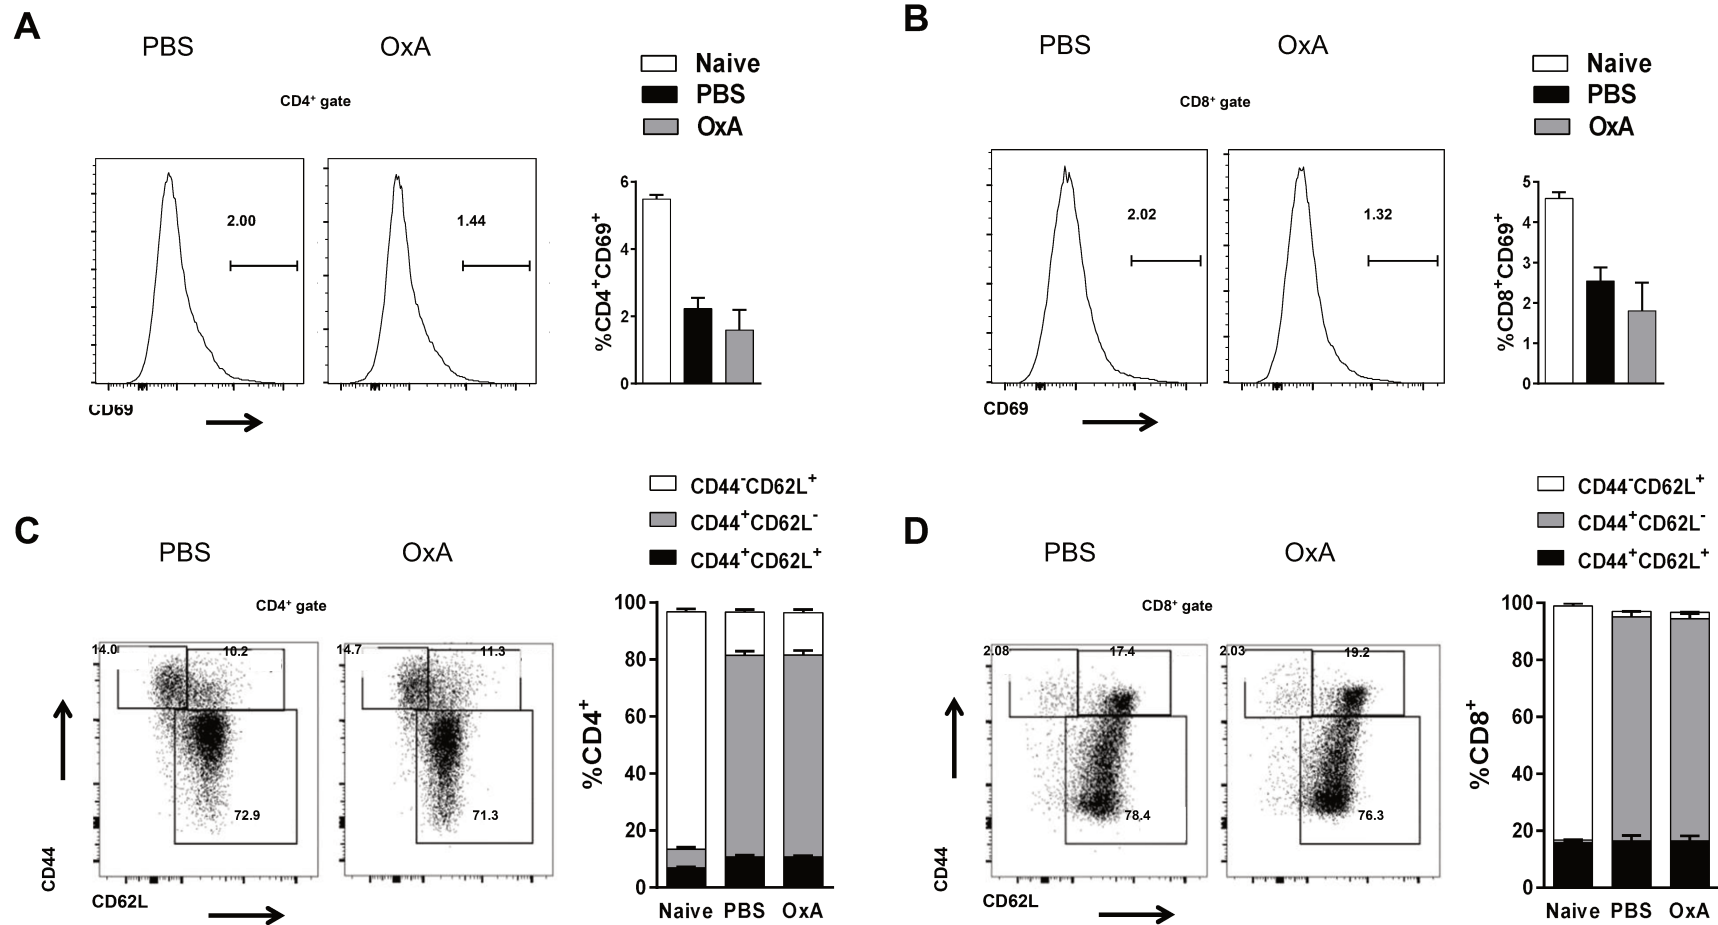 A
PBS
OxA
CD4⁺ gate
2.00
1.44
CD69
Naive
PBS
OxA
%CD4⁺CD69⁺
6
4
2
0
B
PBS
OxA
CD8⁺ gate
2.02
1.32
CD69
Naive
PBS
OxA
%CD8⁺CD69⁺
5
4
3
2
1
0
C
PBS
OxA
CD4⁺ gate
14.0
10.2
72.9
14.7
11.3
71.3
CD44
CD62L
CD44⁻CD62L⁺
CD44⁺CD62L⁻
CD44⁺CD62L⁺
%CD4⁺
100
80
60
40
20
0
Naive PBS OxA
D
PBS
OxA
CD8⁺ gate
2.08
17.4
78.4
2.03
19.2
76.3
CD44
CD62L
CD44⁻CD62L⁺
CD44⁺CD62L⁻
CD44⁺CD62L⁺
%CD8⁺
100
80
60
40
20
0
Naive PBS OxA